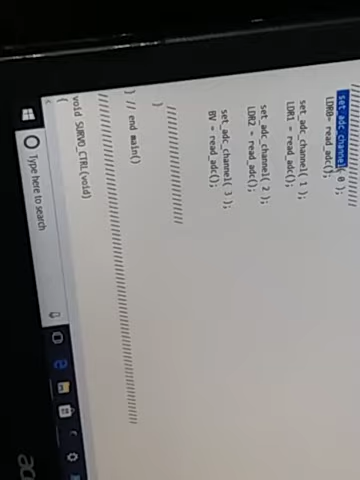 //////////////////////////////
set_adc_channel( 0 );
LDR0= read_adc();
set_adc_channel( 1 );
LDR1 = read_adc();
set_adc_channel( 2 );
LDR2 = read_adc();
set_adc_channel( 3 );
BV = read_adc();
//////////////////////////////
}
} // end main()
////////////////////////////////////////////////////////////////////////
void SURVO_CTRL(void)
{
Type here to search